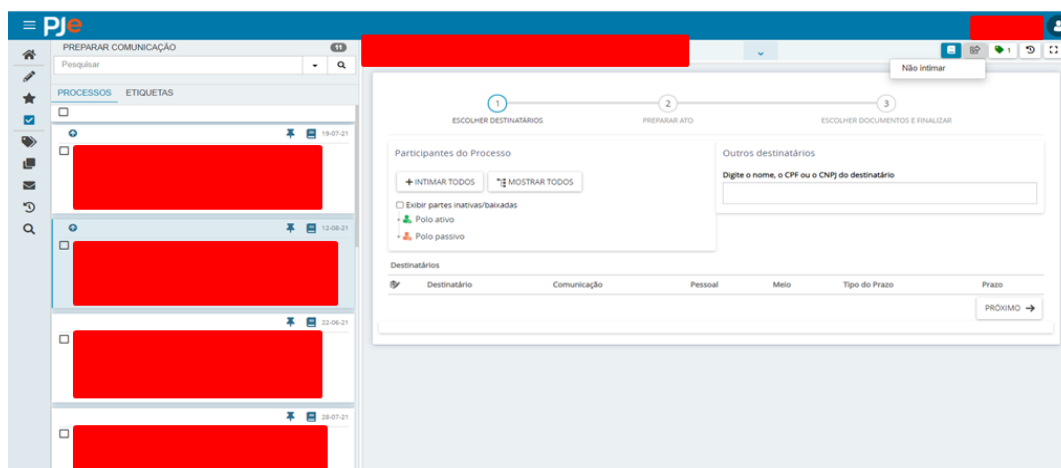 PJe
PREPARAR COMUNICAÇÃO 11
Pesquisar
PROCESSOS ETIQUETAS
19-07-21
12-08-21
22-06-21
28-07-21
1
Não intimar
1 2 3
ESCOLHER DESTINATÁRIOS PREPARAR ATO ESCOLHER DOCUMENTOS E FINALIZAR
Participantes do Processo
INTIMAR TODOS MOSTRAR TODOS
Exibir partes inativas/baixadas
Polo ativo
Polo passivo
Outros destinatários
Digite o nome, o CPF ou o CNPJ do destinatário
Destinatários
Destinatário Comunicação Pessoal Meio Tipo do Prazo Prazo
PRÓXIMO